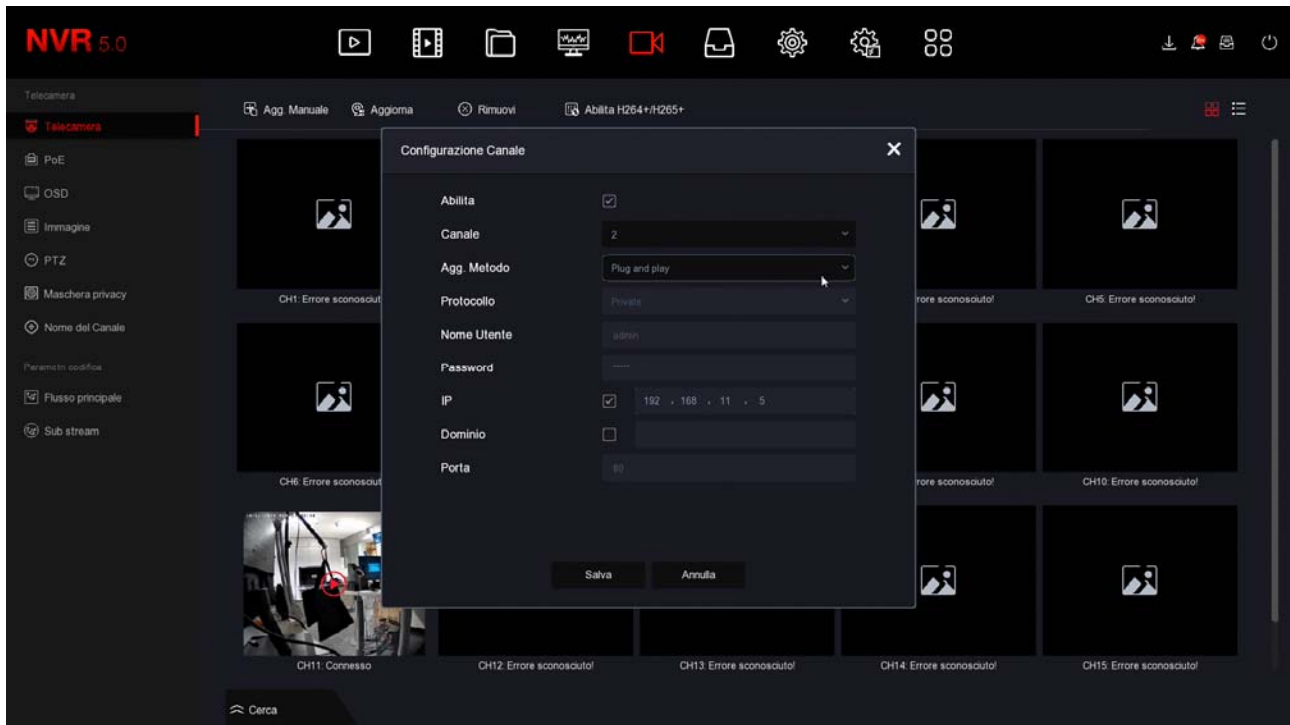 NVR 5.0
Telecamera
Agg. Manuale Aggiorna Rimuovi Abilita H264+/H265+
Telecamera
PoE
OSD
Immagine
PTZ
Maschera privacy
Nome del Canale
Parametri codifica
Flusso principale
Sub stream
Configurazione Canale
Abilita
Canale 2
Agg. Metodo Plug and play
Protocollo Private
Nome Utente admin
Password -----
IP 192 . 168 . 11 . 5
Dominio
Porta 80
Salva Annulla
CH1: Errore sconosciut
rore sconosciuto!
CH5: Errore sconosciuto!
CH6: Errore sconosciut
rore sconosciuto!
CH10: Errore sconosciuto!
CH11: Connesso
CH12: Errore sconosciuto!
CH13: Errore sconosciuto!
CH14: Errore sconosciuto!
CH15: Errore sconosciuto!
Cerca